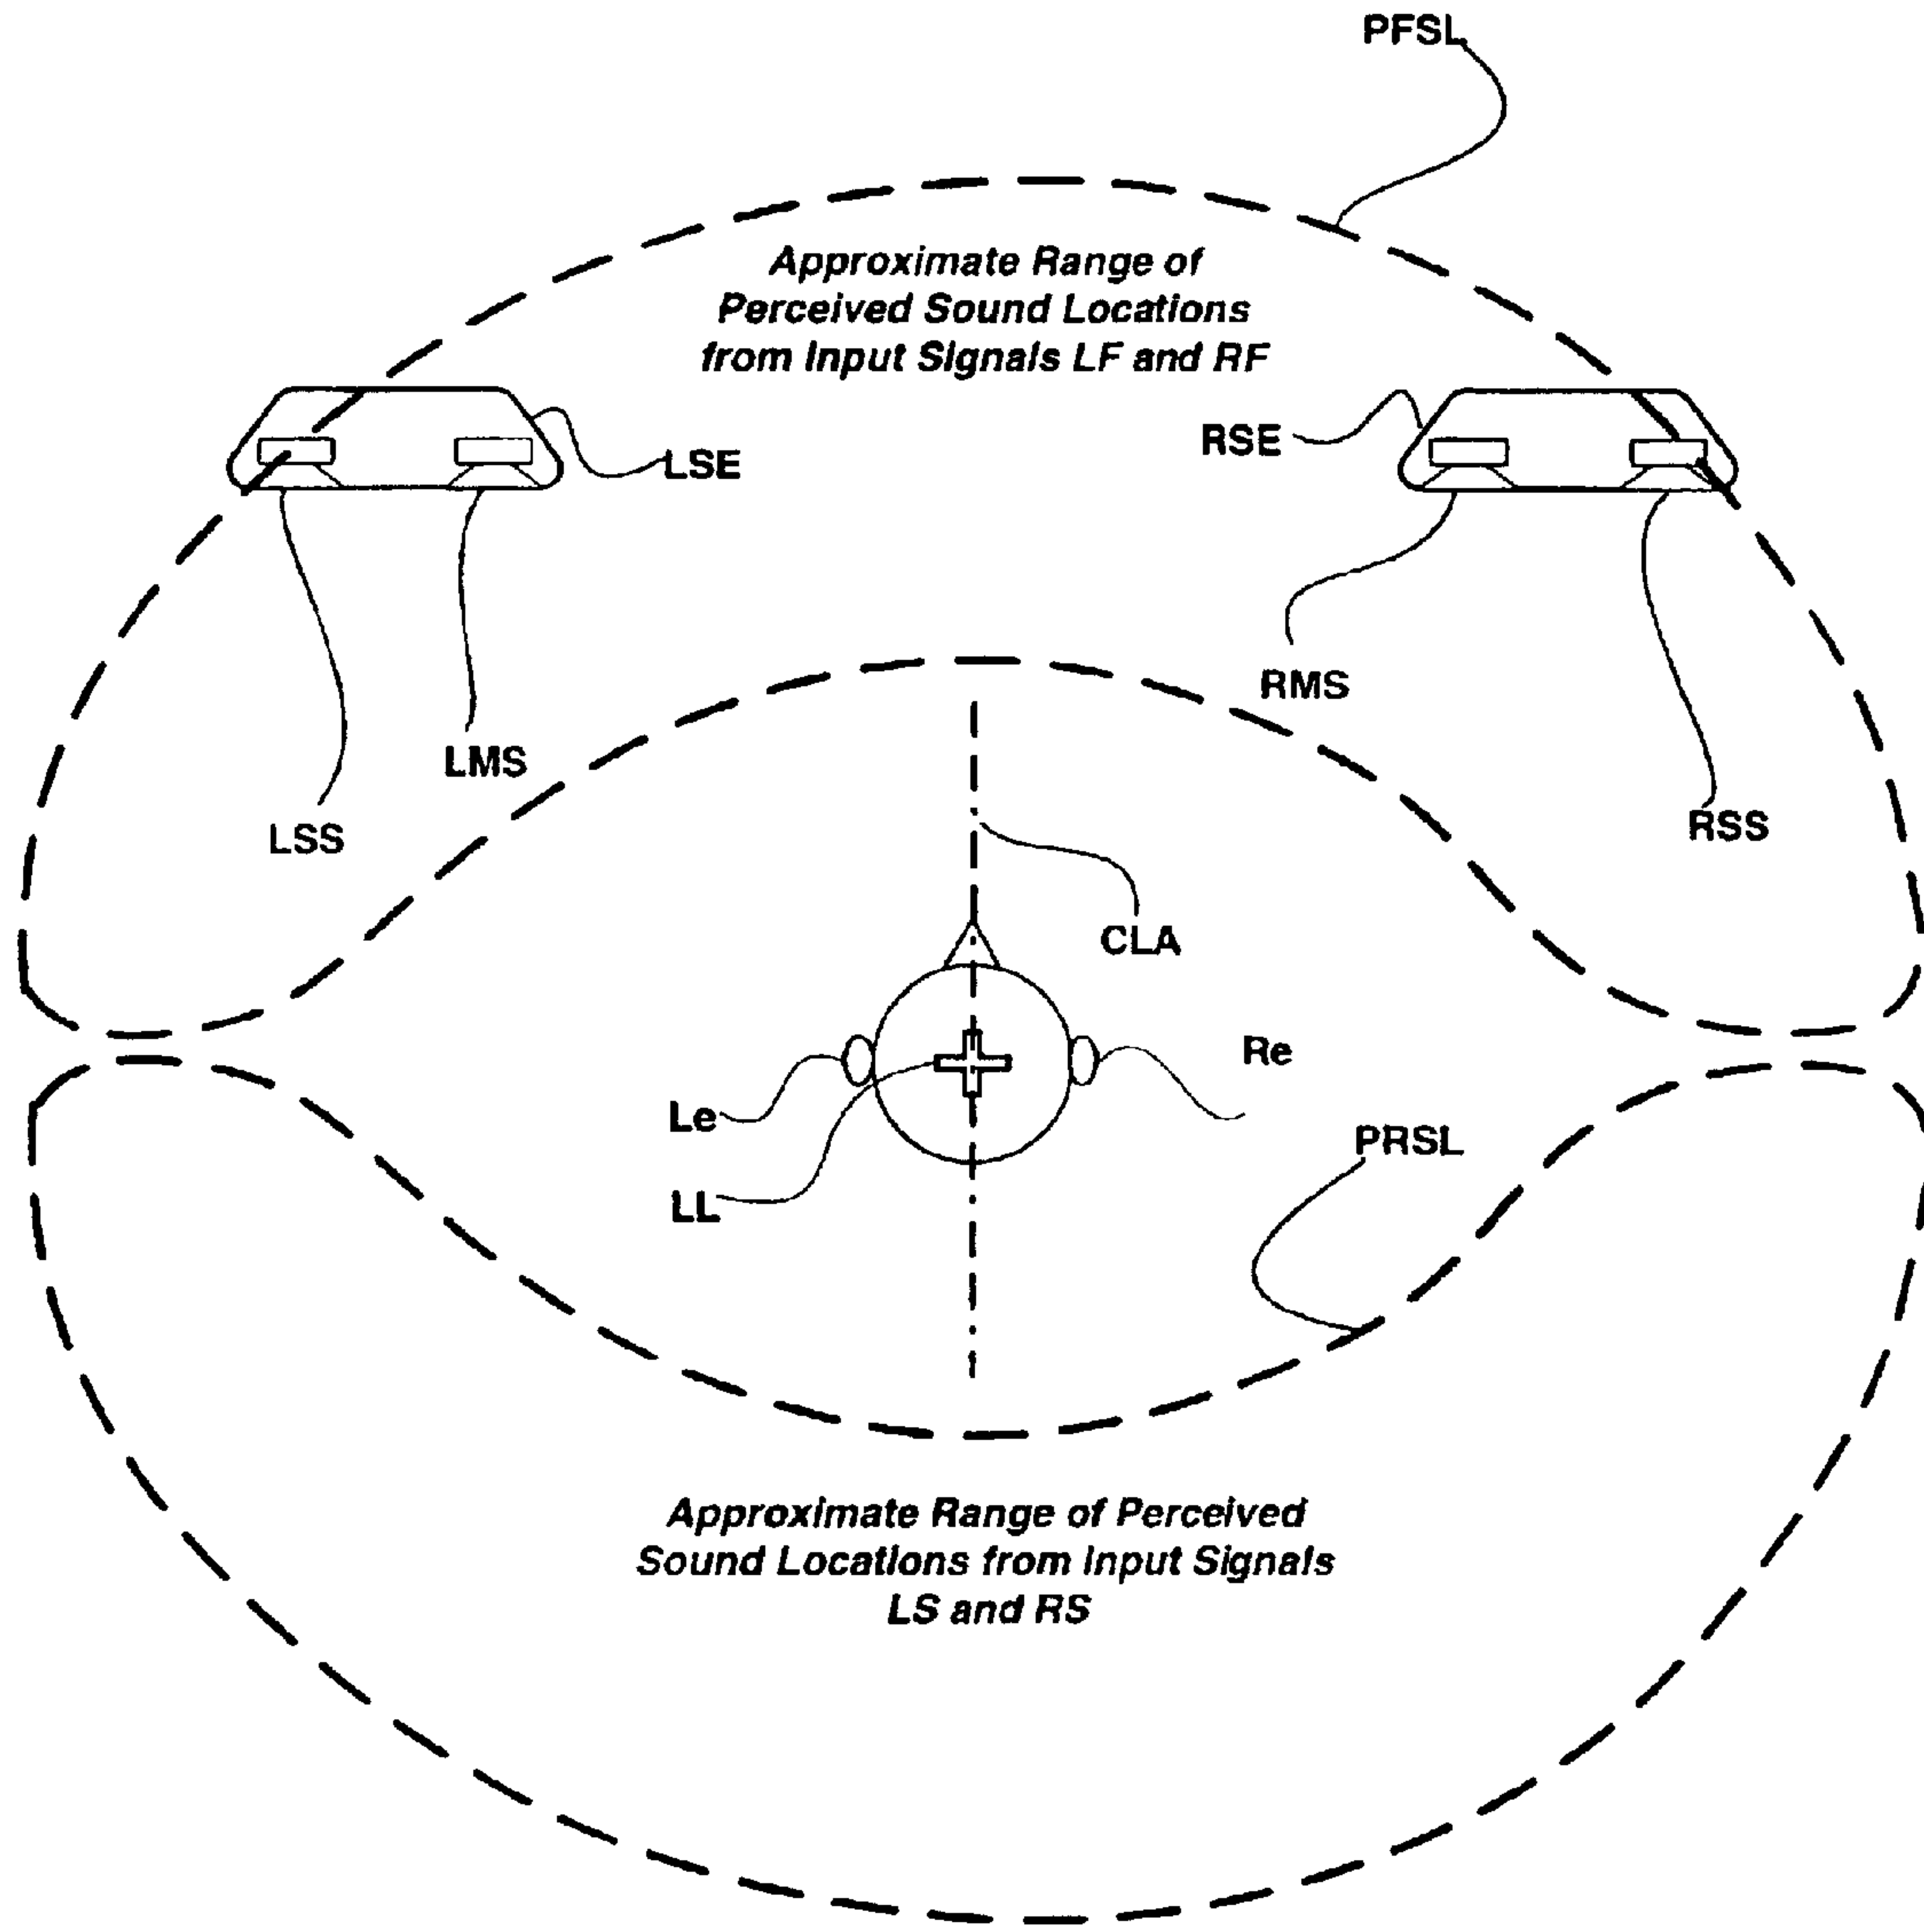 PFSL
Approximate Range of
Perceived Sound Locations
from Input Signals LF and RF
RSE
LSE
RMS
LMS
RSS
LSS
CLA
Re
Le
PRSL
LL
Approximate Range of Perceived
Sound Locations from Input Signals
LS and RS